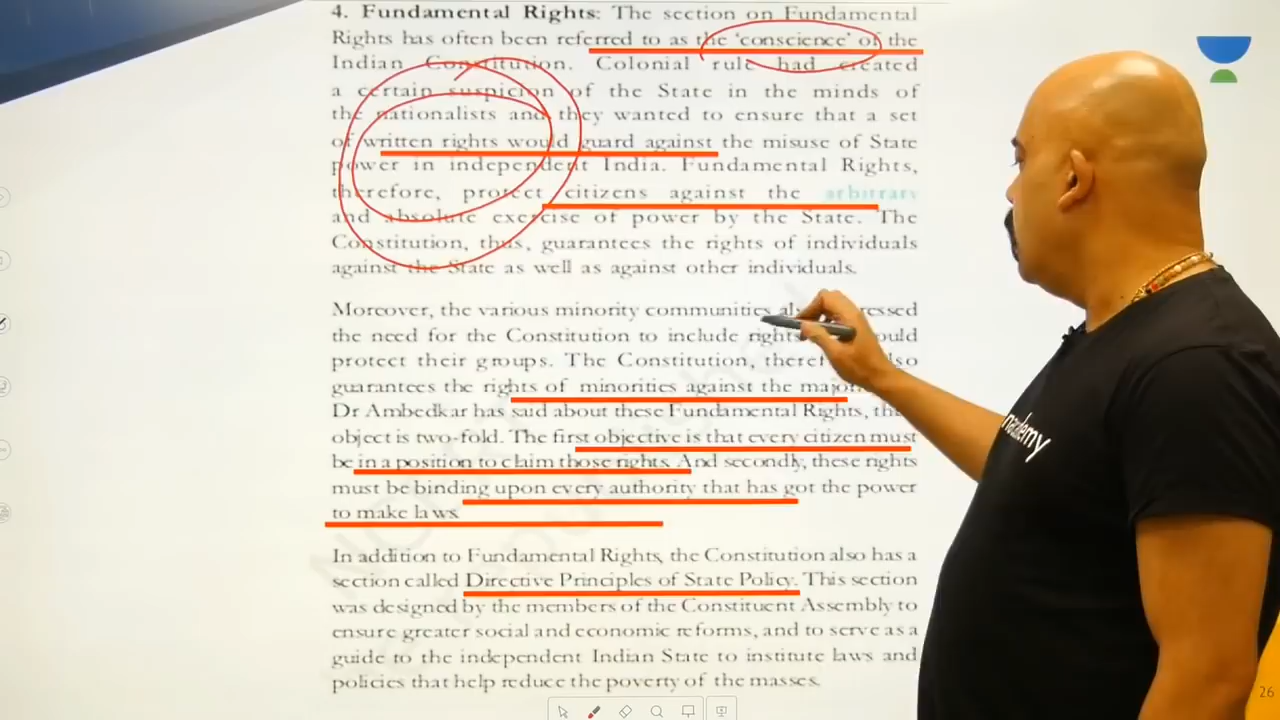 4. Fundamental Rights: The section on Fundamental
Rights has often been referred to as the ‘conscience’ of the
Indian Constitution. Colonial rule had created
a certain suspicion of the State in the minds of
the nationalists and they wanted to ensure that a set
of written rights would guard against the misuse of State
power in independent India. Fundamental Rights,
therefore, protect citizens against the arbitrary
and absolute exercise of power by the State. The
Constitution, thus, guarantees the rights of individuals
against the State as well as against other individuals.
Moreover, the various minority communities
the need for the Constitution to include rights
protect their groups. The Constitution,
guarantees the rights of minorities against the
Dr Ambedkar has said about these Fundamental Rights,
object is two-fold. The first objective is that every citizen must
be in a position to claim those rights. And secondly, these rights
must be binding upon every authority that has got the power
to make laws.
In addition to Fundamental Rights, the Constitution also has a
section called Directive Principles of State Policy. This section
was designed by the members of the Constituent Assembly to
ensure greater social and economic reforms, and to serve as a
guide to the independent Indian State to institute laws and
policies that help reduce the poverty of the masses.
26